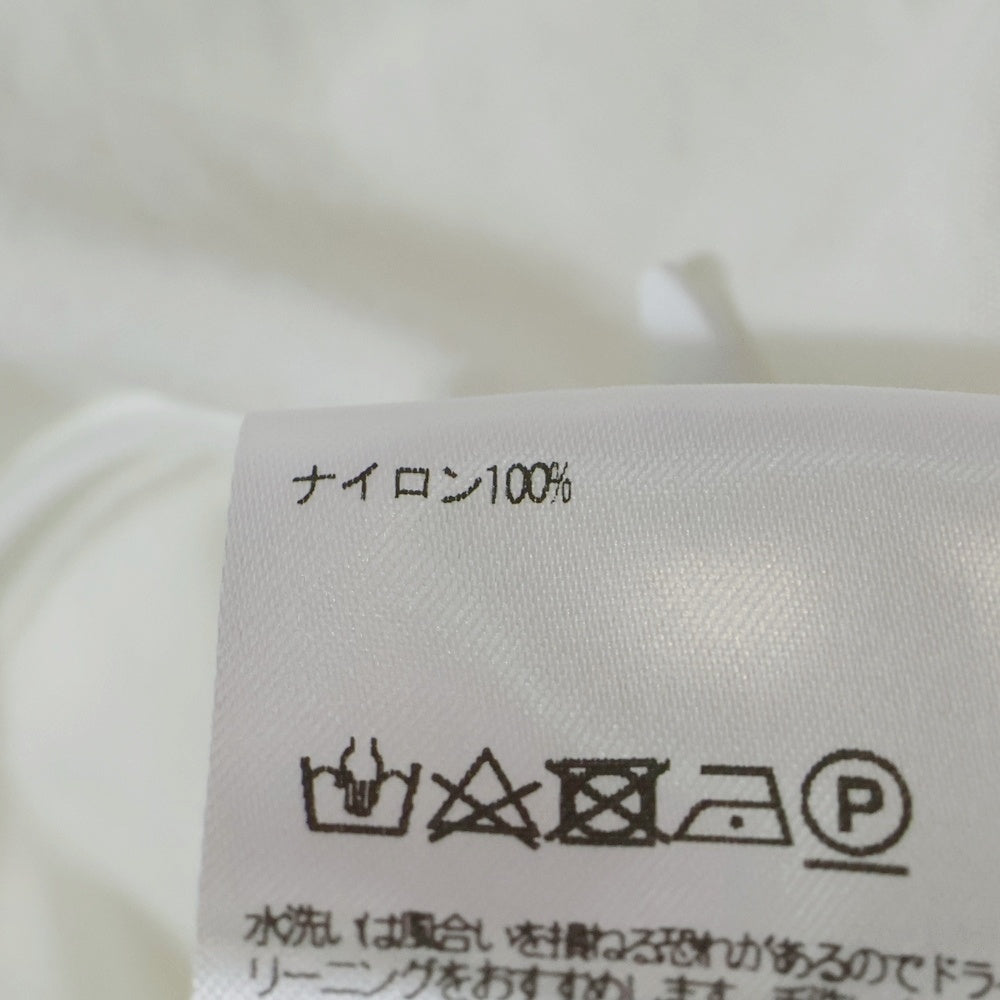 ナイロン100%
P
水洗いは風合いを損ねる恐れがあるのでドラ
リーニングをおすすめします